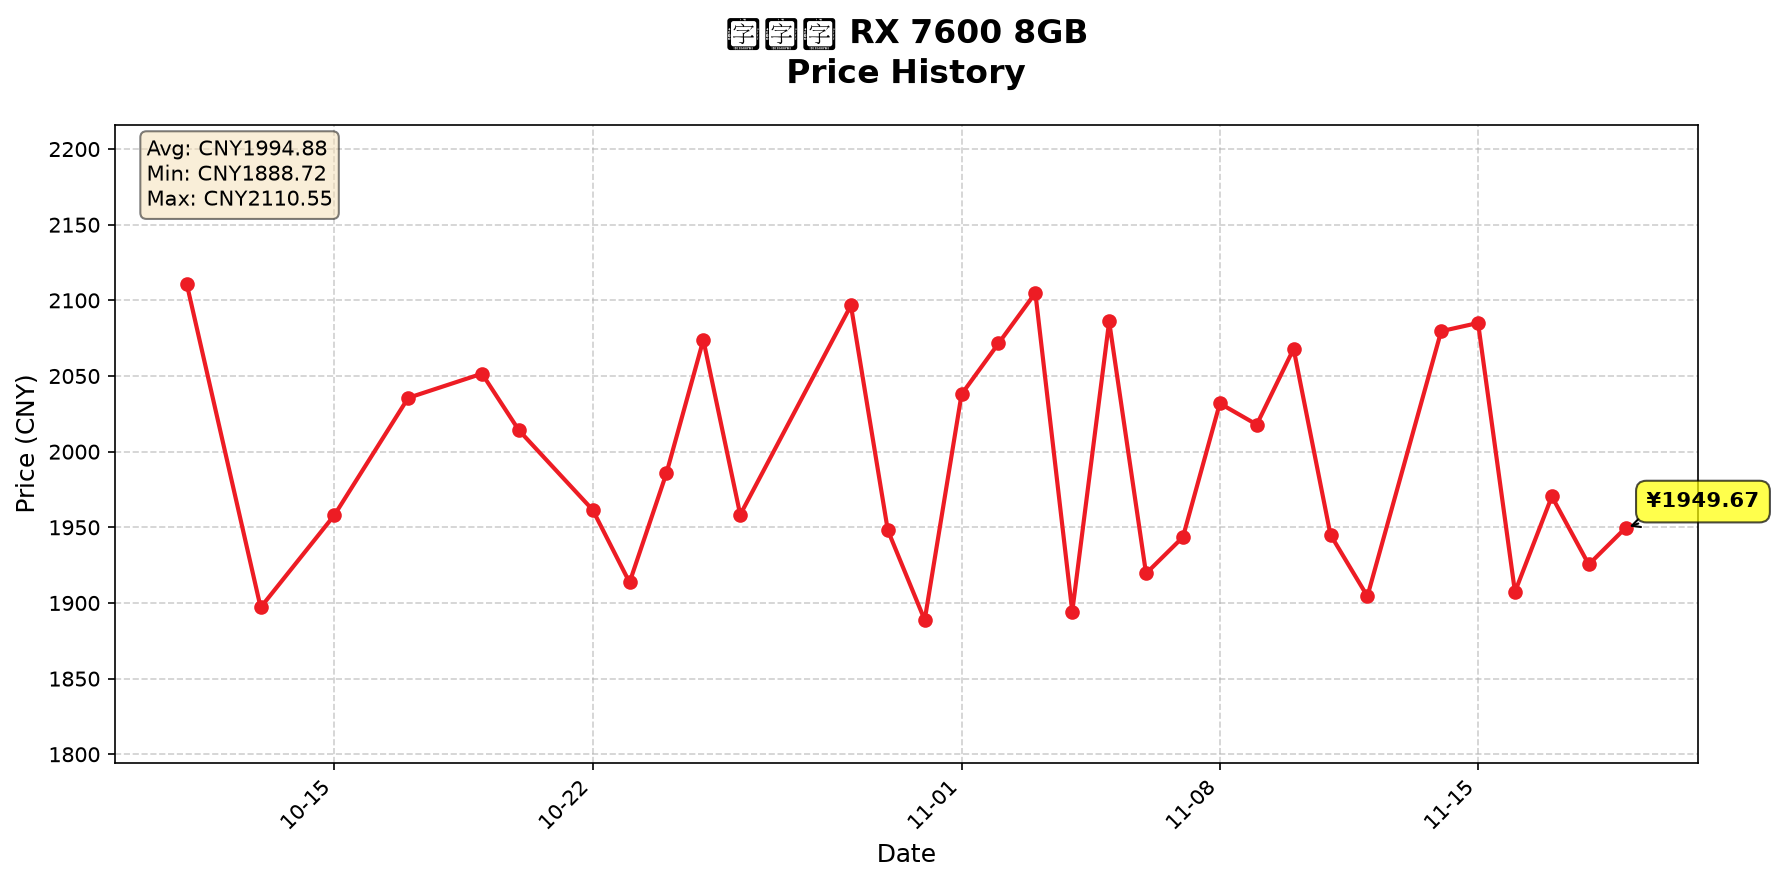 RX 7600 8GB
Price History
Avg: CNY1994.88
Min: CNY1888.72
Max: CNY2110.55
Price (CNY)
2200
2150
2100
2050
2000
1950
1900
1850
1800
¥1949.67
10-15
10-22
11-01
11-08
11-15
Date